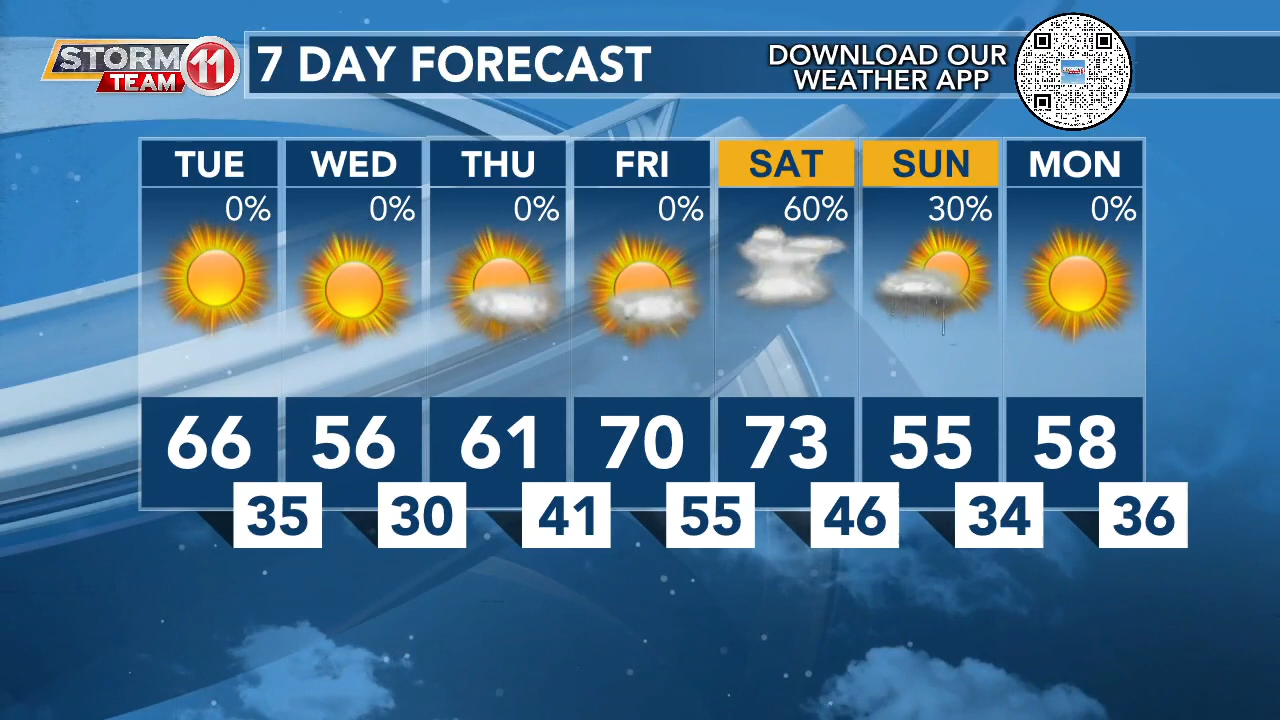 STORM
TEAM
11
7 DAY FORECAST
DOWNLOAD OUR
WEATHER APP
TUE WED THU FRI SAT SUN MON
0% 0% 0% 0% 60% 30% 0%
66 56 61 70 73 55 58
35 30 41 55 46 34 36